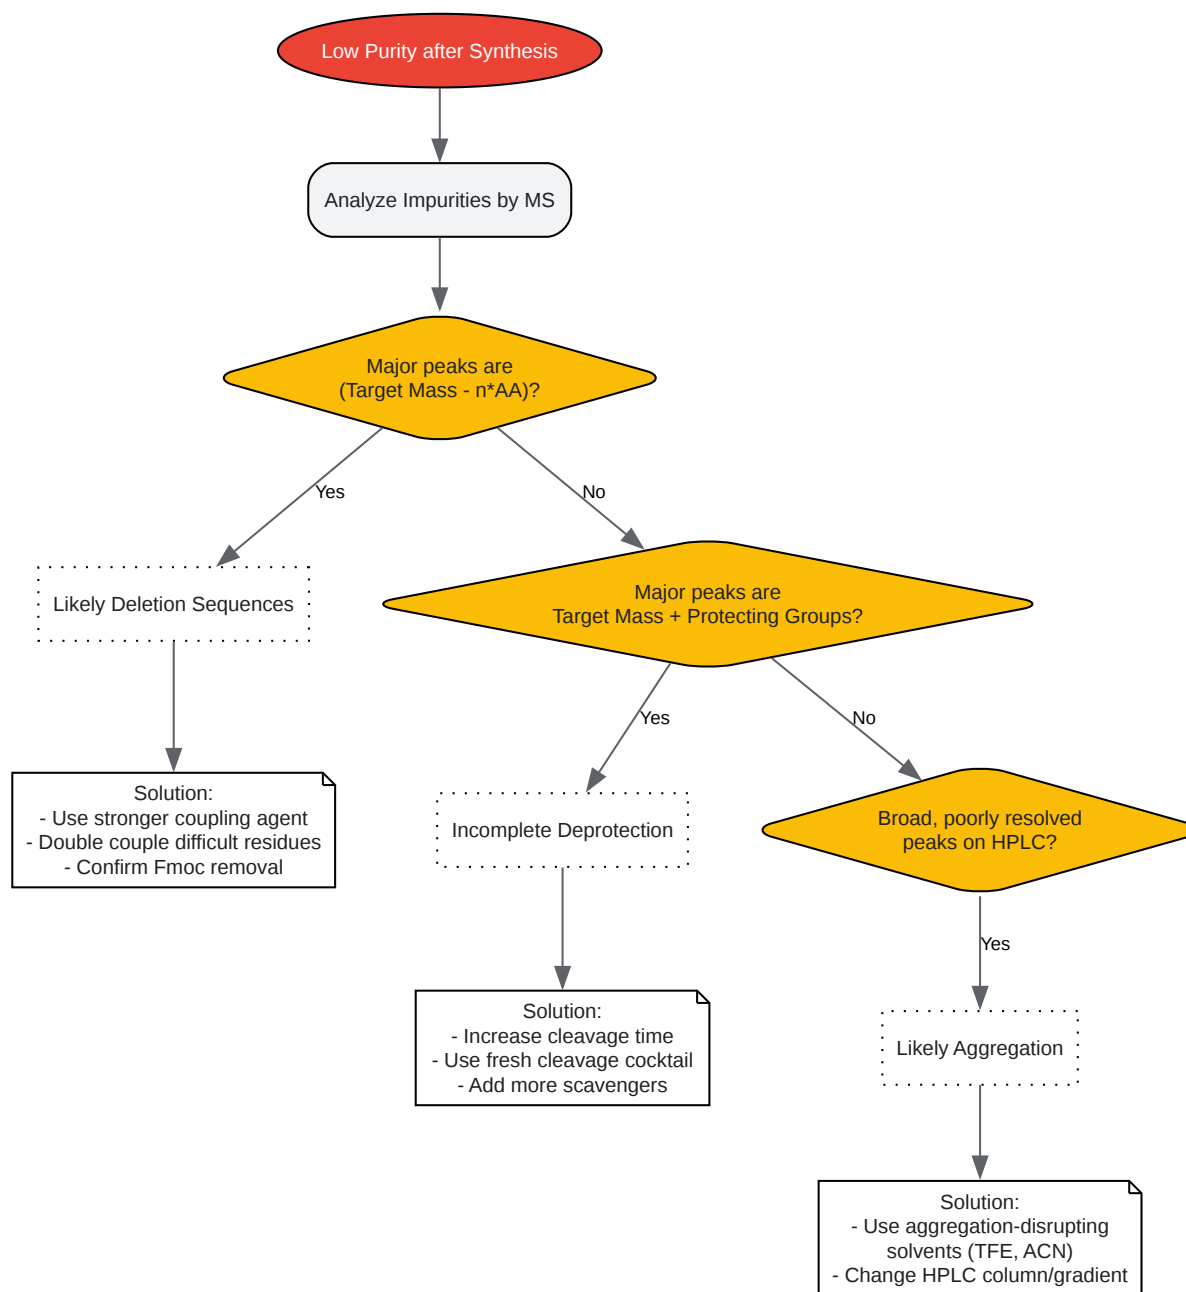 Low Purity after Synthesis
Analyze Impurities by MS
Major peaks are
(Target Mass - n*AA)?
Yes
No
Likely Deletion Sequences
Major peaks are
Target Mass + Protecting Groups?
Yes
No
Solution:
- Use stronger coupling agent
- Double couple difficult residues
- Confirm Fmoc removal
Incomplete Deprotection
Broad, poorly resolved
peaks on HPLC?
Yes
Solution:
- Increase cleavage time
- Use fresh cleavage cocktail
- Add more scavengers
Likely Aggregation
Solution:
- Use aggregation-disrupting
solvents (TFE, ACN)
- Change HPLC column/gradient